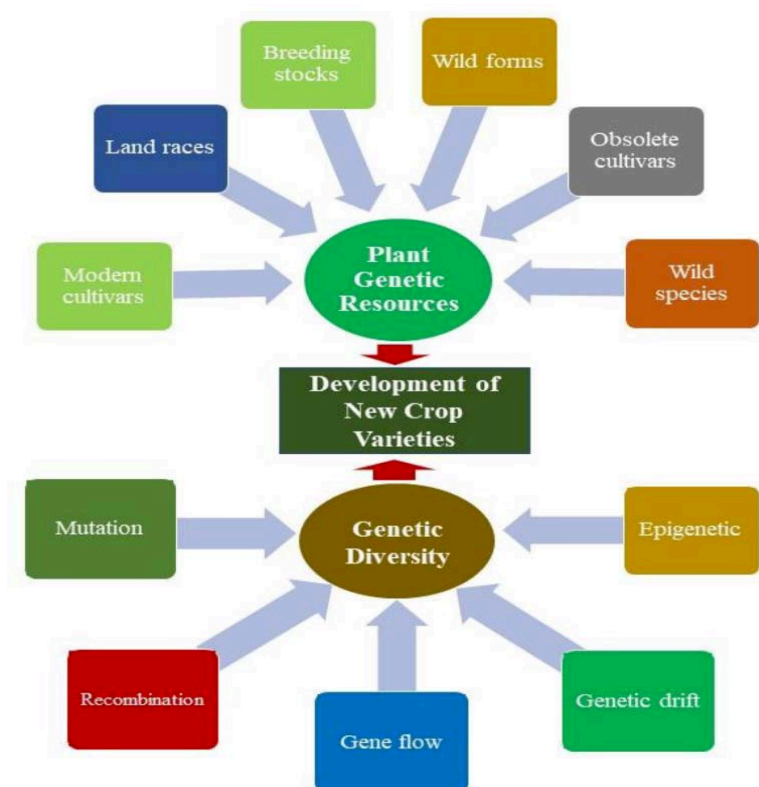 Breeding
stocks
Wild forms
Land races
Obsolete
cultivars
Modern
cultivars
Plant
Genetic
Resources
Wild
species
Development of
New Crop
Varieties
Mutation
Genetic
Diversity
Epigenetic
Recombination
Gene flow
Genetic drift